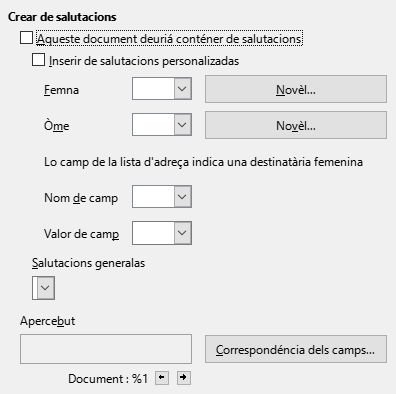 Crear de salutacions
Aqueste document deuriá conténer de salutacions
Inserir de salutacions personalizadas
Femna Novèl...
Òme Novèl...
Lo camp de la lista d'adreça indica una destinatària femenina
Nom de camp
Valor de camp
Salutacions generalas
Apercebut
Correspondéncia dels camps...
Document : %1